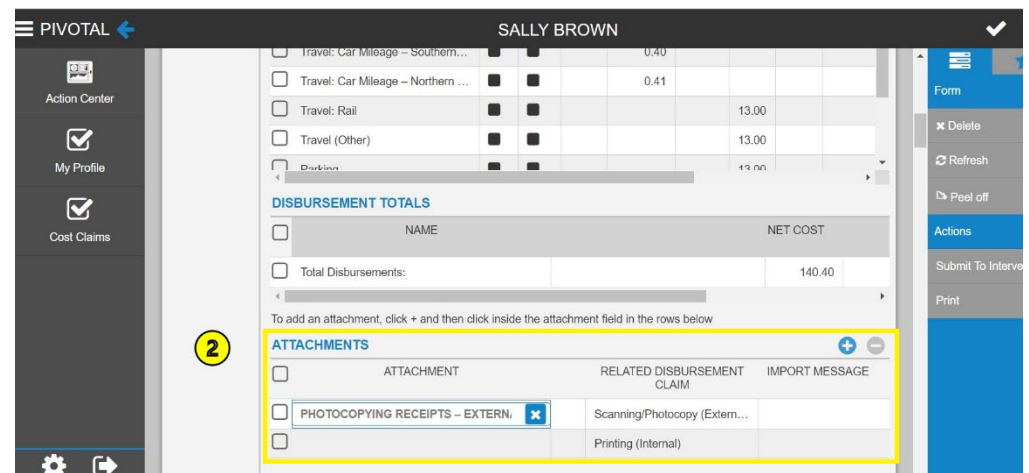 PIVOTAL
SALLY BROWN
Action Center
My Profile
Cost Claims
Travel: Car Mileage – Southern... 0.40
Travel: Car Mileage – Northern ... 0.41
Travel: Rail 13.00
Travel (Other) 13.00
Parking 13.00
DISBURSEMENT TOTALS
NAME NET COST
Total Disbursements: 140.40
To add an attachment, click + and then click inside the attachment field in the rows below
2
ATTACHMENTS
ATTACHMENT RELATED DISBURSEMENT CLAIM IMPORT MESSAGE
PHOTOCOPYING RECEIPTS – EXTERN Scanning/Photocopy (Extern...
Printing (Internal)
Form
Delete
Refresh
Peel off
Actions
Submit To Interve
Print